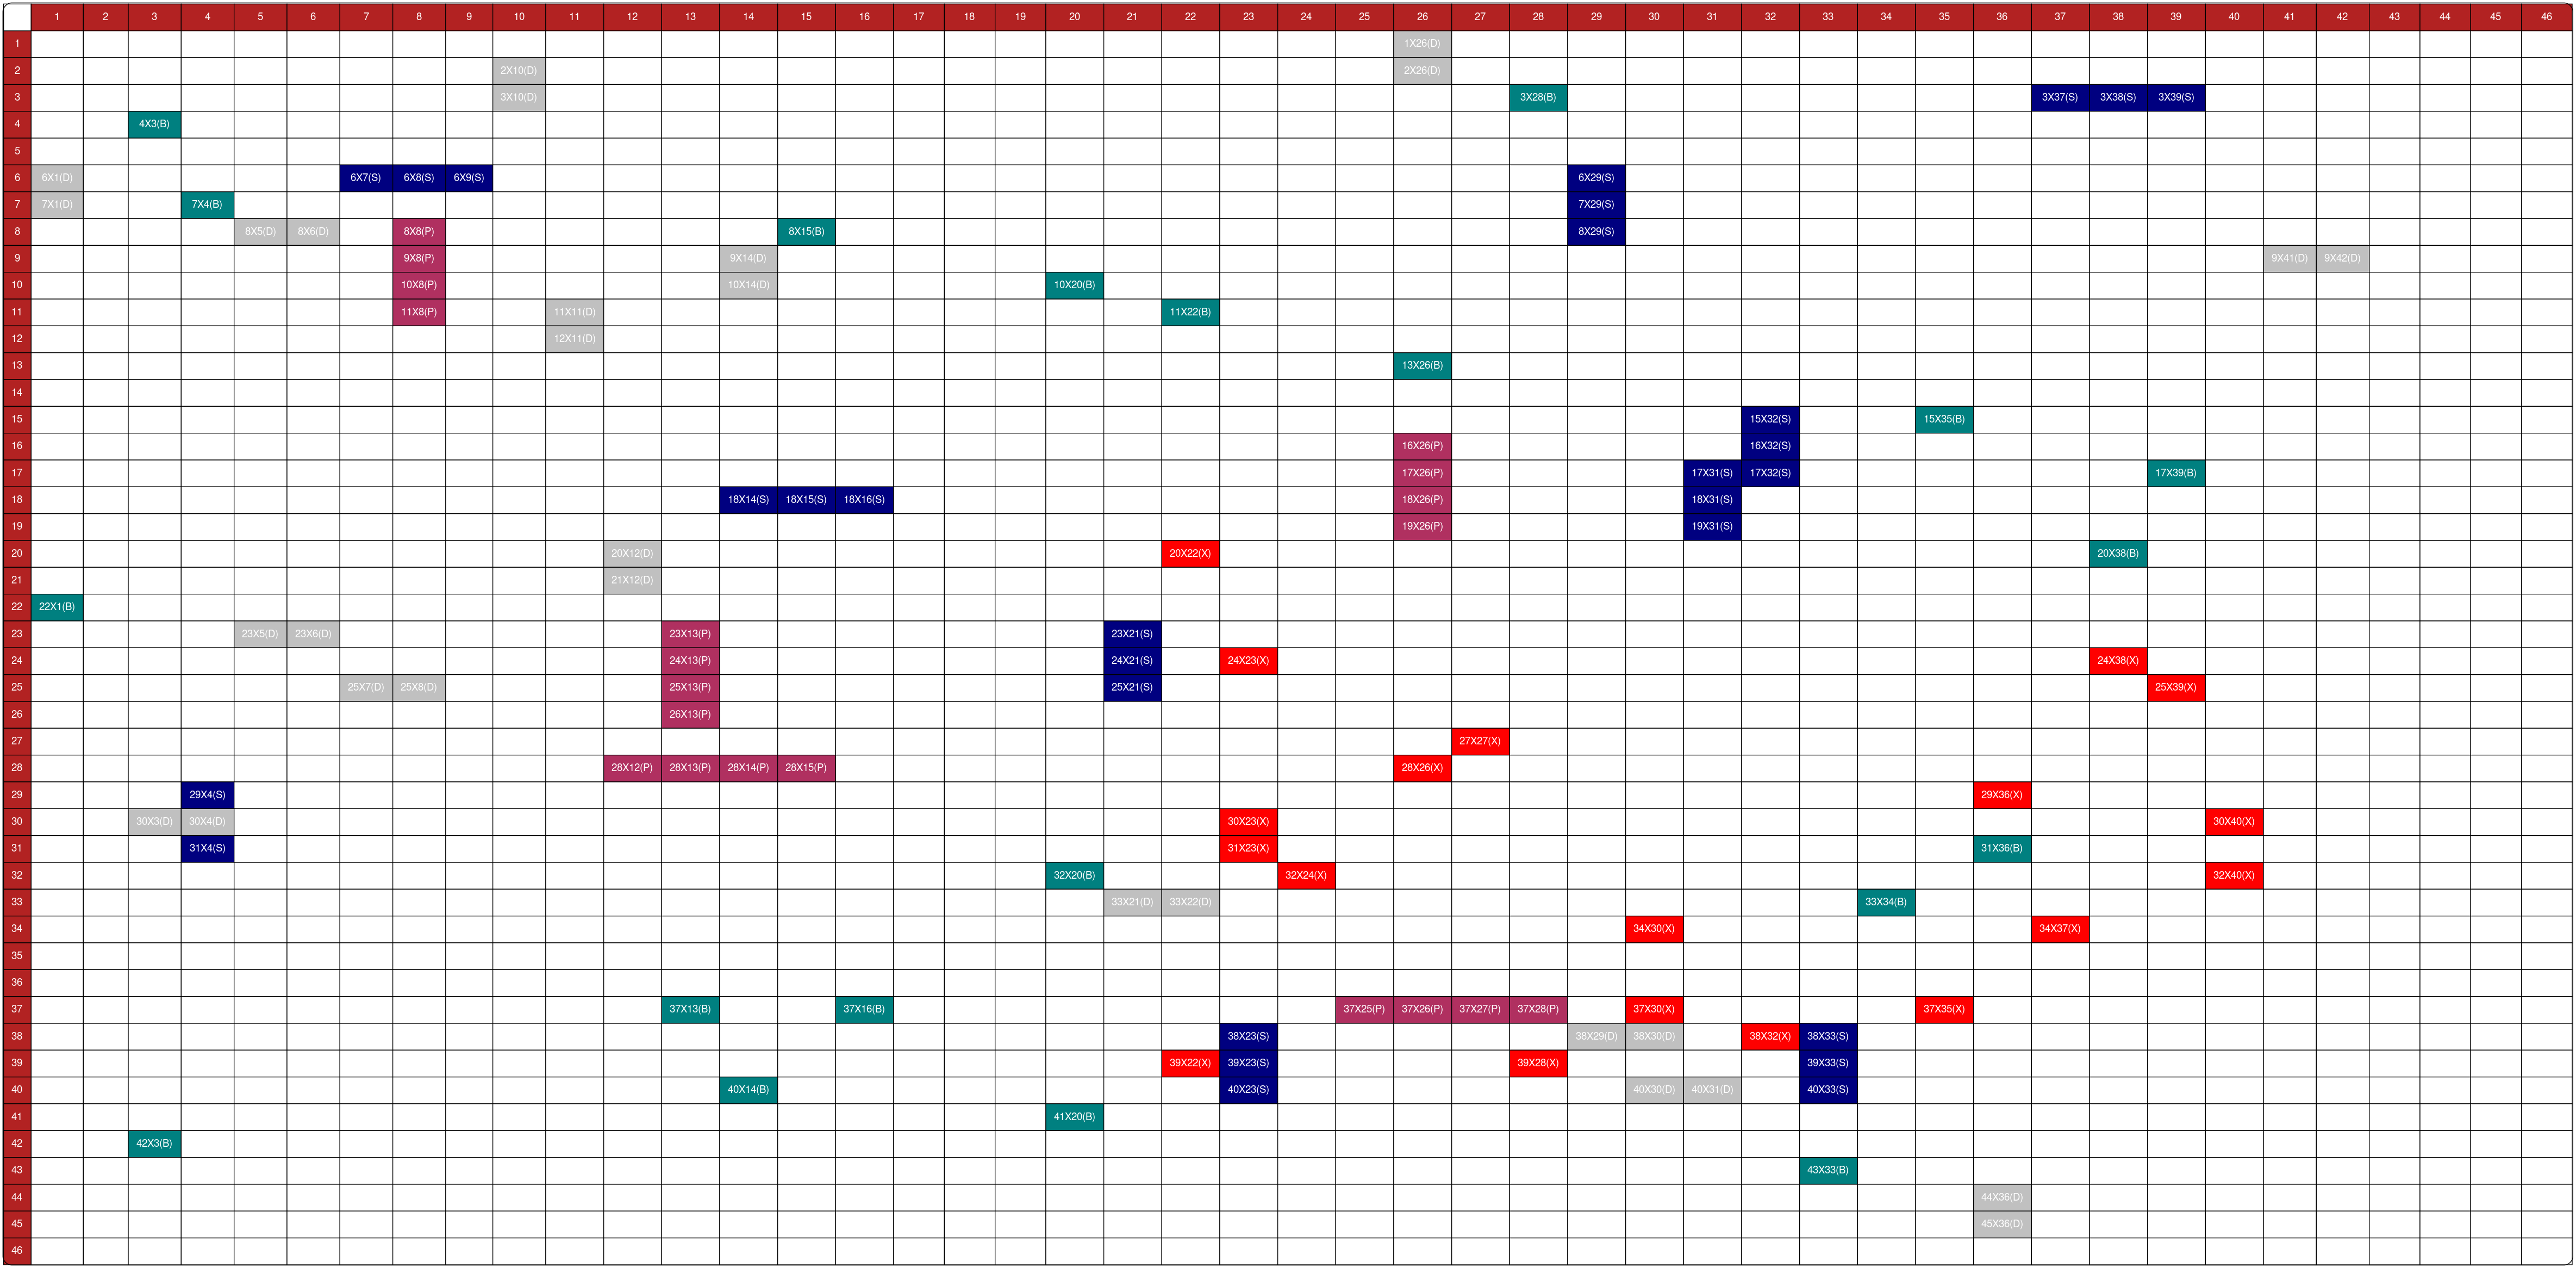 1 2 3 4 5 6 7 8 9 10 11 12 13 14 15 16 17 18 19 20 21 22 23 24 25 26 27 28 29 30 31 32 33 34 35 36 37 38 39 40 41 42 43 44 45 46
1 1X26(D)
2 2X10(D) 2X26(D)
3 3X10(D) 3X28(B) 3X37(S) 3X38(S) 3X39(S)
4 4X3(B)
5
6 6X1(D) 6X7(S) 6X8(S) 6X9(S) 6X29(S)
7 7X1(D) 7X4(B) 7X29(S)
8 8X5(D) 8X6(D) 8X8(P) 8X15(B) 8X29(S)
9 9X8(P) 9X14(D) 9X41(D) 9X42(D)
10 10X8(P) 10X14(D) 10X20(B)
11 11X8(P) 11X11(D) 11X22(B)
12 12X11(D)
13 13X26(B)
14
15 15X32(S) 15X35(B)
16 16X26(P) 16X32(S)
17 17X26(P) 17X31(S) 17X32(S) 17X39(B)
18 18X14(S) 18X15(S) 18X16(S) 18X26(P) 18X31(S)
19 19X26(P) 19X31(S)
20 20X12(D) 20X22(X) 20X38(B)
21 21X12(D)
22 22X1(B)
23 23X5(D) 23X6(D) 23X13(P) 23X21(S)
24 24X13(P) 24X21(S) 24X23(X) 24X38(X)
25 25X7(D) 25X8(D) 25X13(P) 25X21(S) 25X39(X)
26 26X13(P)
27 27X27(X)
28 28X12(P) 28X13(P) 28X14(P) 28X15(P) 28X26(X)
29 29X4(S) 29X36(X)
30 30X3(D) 30X4(D) 30X23(X) 30X40(X)
31 31X4(S) 31X23(X) 31X36(B)
32 32X20(B) 32X24(X) 32X40(X)
33 33X21(D) 33X22(D) 33X34(B)
34 34X30(X) 34X37(X)
35
36
37 37X13(B) 37X16(B) 37X25(P) 37X26(P) 37X27(P) 37X28(P) 37X30(X) 37X35(X)
38 38X23(S) 38X29(D) 38X30(D) 38X32(X) 38X33(S)
39 39X22(X) 39X23(S) 39X28(X) 39X33(S)
40 40X14(B) 40X23(S) 40X30(D) 40X31(D) 40X33(S)
41 41X20(B)
42 42X3(B)
43 43X33(B)
44 44X36(D)
45 45X36(D)
46